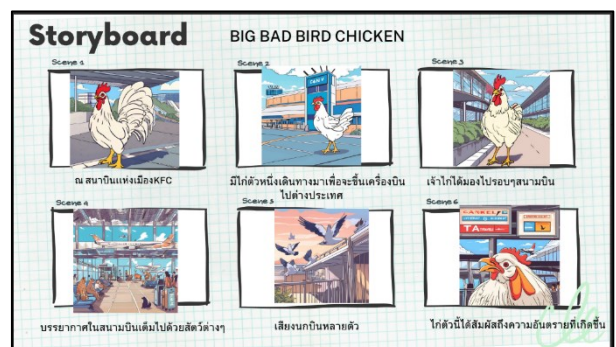 Storyboard
BIG BAD BIRD CHICKEN
Scene 1
Scene 2
Scene 3
ณ สนาบินแห่งเมืองKFC
มีไก่ตัวหนึ่งเดินทางมาเพื่อจะขึ้นเครื่องบิน
ไปต่างประเทศ
เจ้าไก่ได้มองไปรอบๆสนามบิน
Scene 4
Scene 5
Scene 6
TA
บรรยากาศในสนามบินเต็มไปด้วยสัตว์ต่างๆ
เสียงนกบินหลายตัว
ไก่ตัวนี้ได้สัมผัสถึงความอันตรายที่เกิดขึ้น